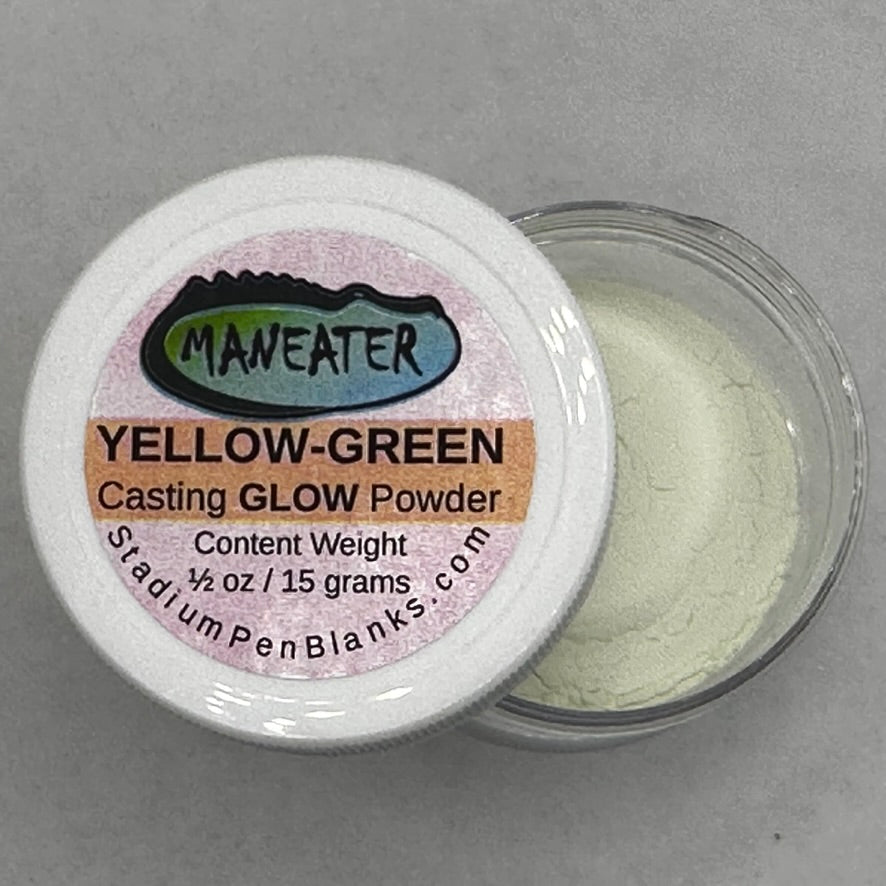 MANEATER
YELLOW-GREEN
Casting GLOW Powder
Content Weight
½ oz / 15 grams
StadiumPenBlanks.com